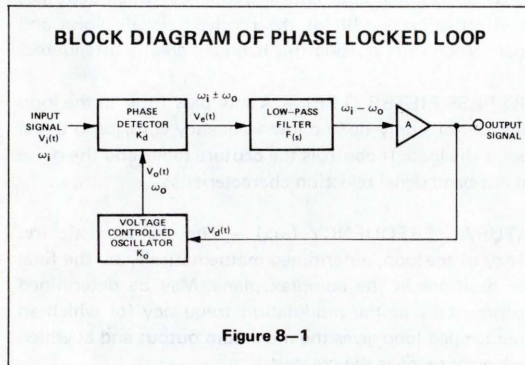 BLOCK DIAGRAM OF PHASE LOCKED LOOP
INPUT
SIGNAL
Vi(t)
ωi
PHASE
DETECTOR
Kd
ωi ± ωo
Ve(t)
LOW-PASS
FILTER
F(s)
ωi − ωo
A
OUTPUT
SIGNAL
Vo(t)
ωo
VOLTAGE
CONTROLLED
OSCILLATOR
Ko
Vd(t)
Figure 8–1